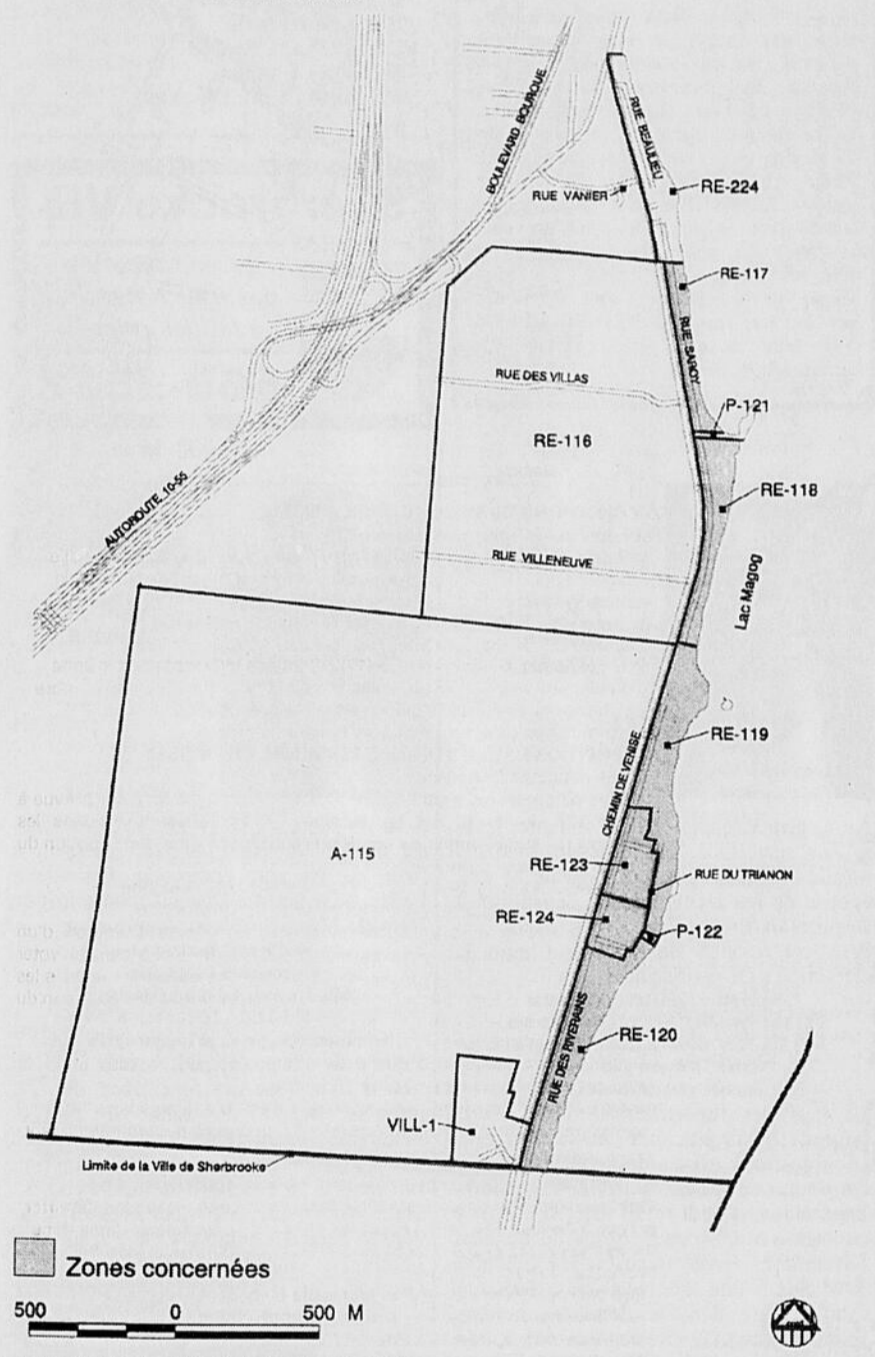 BOULEVARD BOURQUE
RUE BEAULIEU
RUE VANIER
RE-224
RE-117
RUE SARCY
RUE DES VILLAS
P-121
RE-116
RE-118
AUTOROUTE 10-55
RUE VILLENEUVE
Lac Magog
RE-119
CHEMIN DE VENISE
A-115
RE-123
RUE DU TRIANON
RE-124
P-122
RE-120
RUE DES RIVERAINS
VILL-1
Limite de la Ville de Sherbrooke
Zones concernées
500 0 500 M